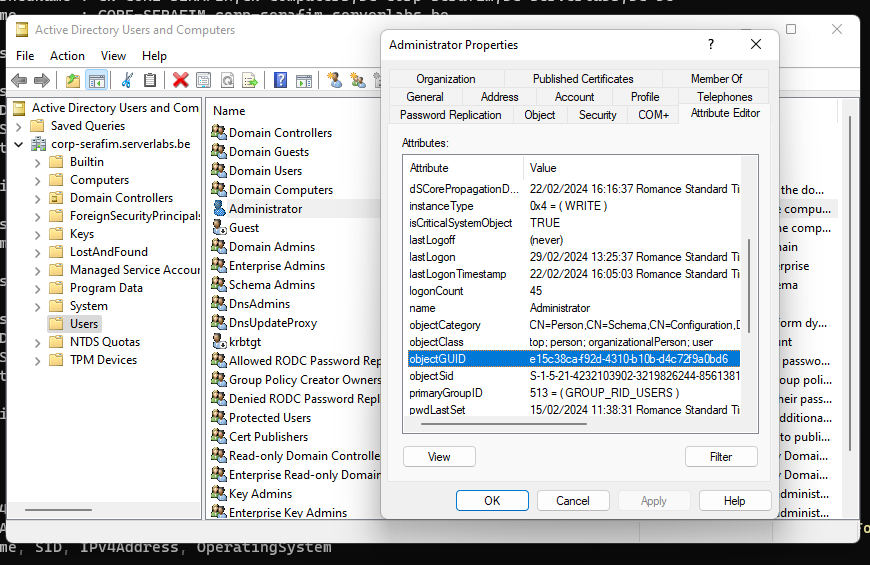 CORP-SERAFIM.corp-serafim.serverlabs.be
Active Directory Users and Computers
File Action View Help
Active Directory Users and Com
Saved Queries
corp-serafim.serverlabs.be
Builtin
Computers
Domain Controllers
ForeignSecurityPrincipals
Keys
LostAndFound
Managed Service Accour
Program Data
System
Users
NTDS Quotas
TPM Devices
Name
Domain Controllers
Domain Guests
Domain Users
Domain Computers
Administrator
Guest
Domain Admins
Enterprise Admins
Schema Admins
DnsAdmins
DnsUpdateProxy
krbtgt
Allowed RODC Password Rep
Group Policy Creator Owners
Denied RODC Password Repl
Protected Users
Cert Publishers
Read-only Domain Controlle
Enterprise Read-only Domain
Key Admins
Enterprise Key Admins
Administrator Properties
?
Organization Published Certificates Member Of
General Address Account Profile Telephones
Password Replication Object Security COM+ Attribute Editor
Attributes:
Attribute Value
dSCorePropagationD... 22/02/2024 16:16:37 Romance Standard Ti
instanceType 0x4 = ( WRITE )
isCriticalSystemObject TRUE
lastLogoff (never)
lastLogon 29/02/2024 13:25:37 Romance Standard Ti
lastLogonTimestamp 22/02/2024 16:05:03 Romance Standard Ti
logonCount 45
name Administrator
objectCategory CN=Person,CN=Schema,CN=Configuration,D
objectClass top; person; organizationalPerson; user
objectGUID e15c38ca-f92d-4310-b10b-d4c72f9a0bd6
objectSid S-1-5-21-4232103902-3219826244-8561381
primaryGroupID 513 = ( GROUP_RID_USERS )
pwdLastSet 15/02/2024 11:38:31 Romance Standard Ti
View Filter
OK Cancel Apply Help
the do...
compu...
e comp...
ain
rprise
ema
rm dy...
unt
passwo...
oup poli...
eir pass...
dditiona...
to publi...
y Domai...
Domai...
dminist...
dminist...
me, SID, IPv4Address, OperatingSystem